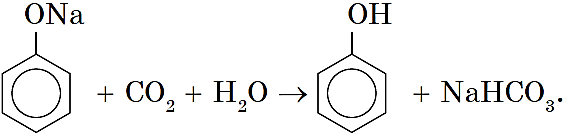 ONa OH
+ CO₂ + H₂O → + NaHCO₃.